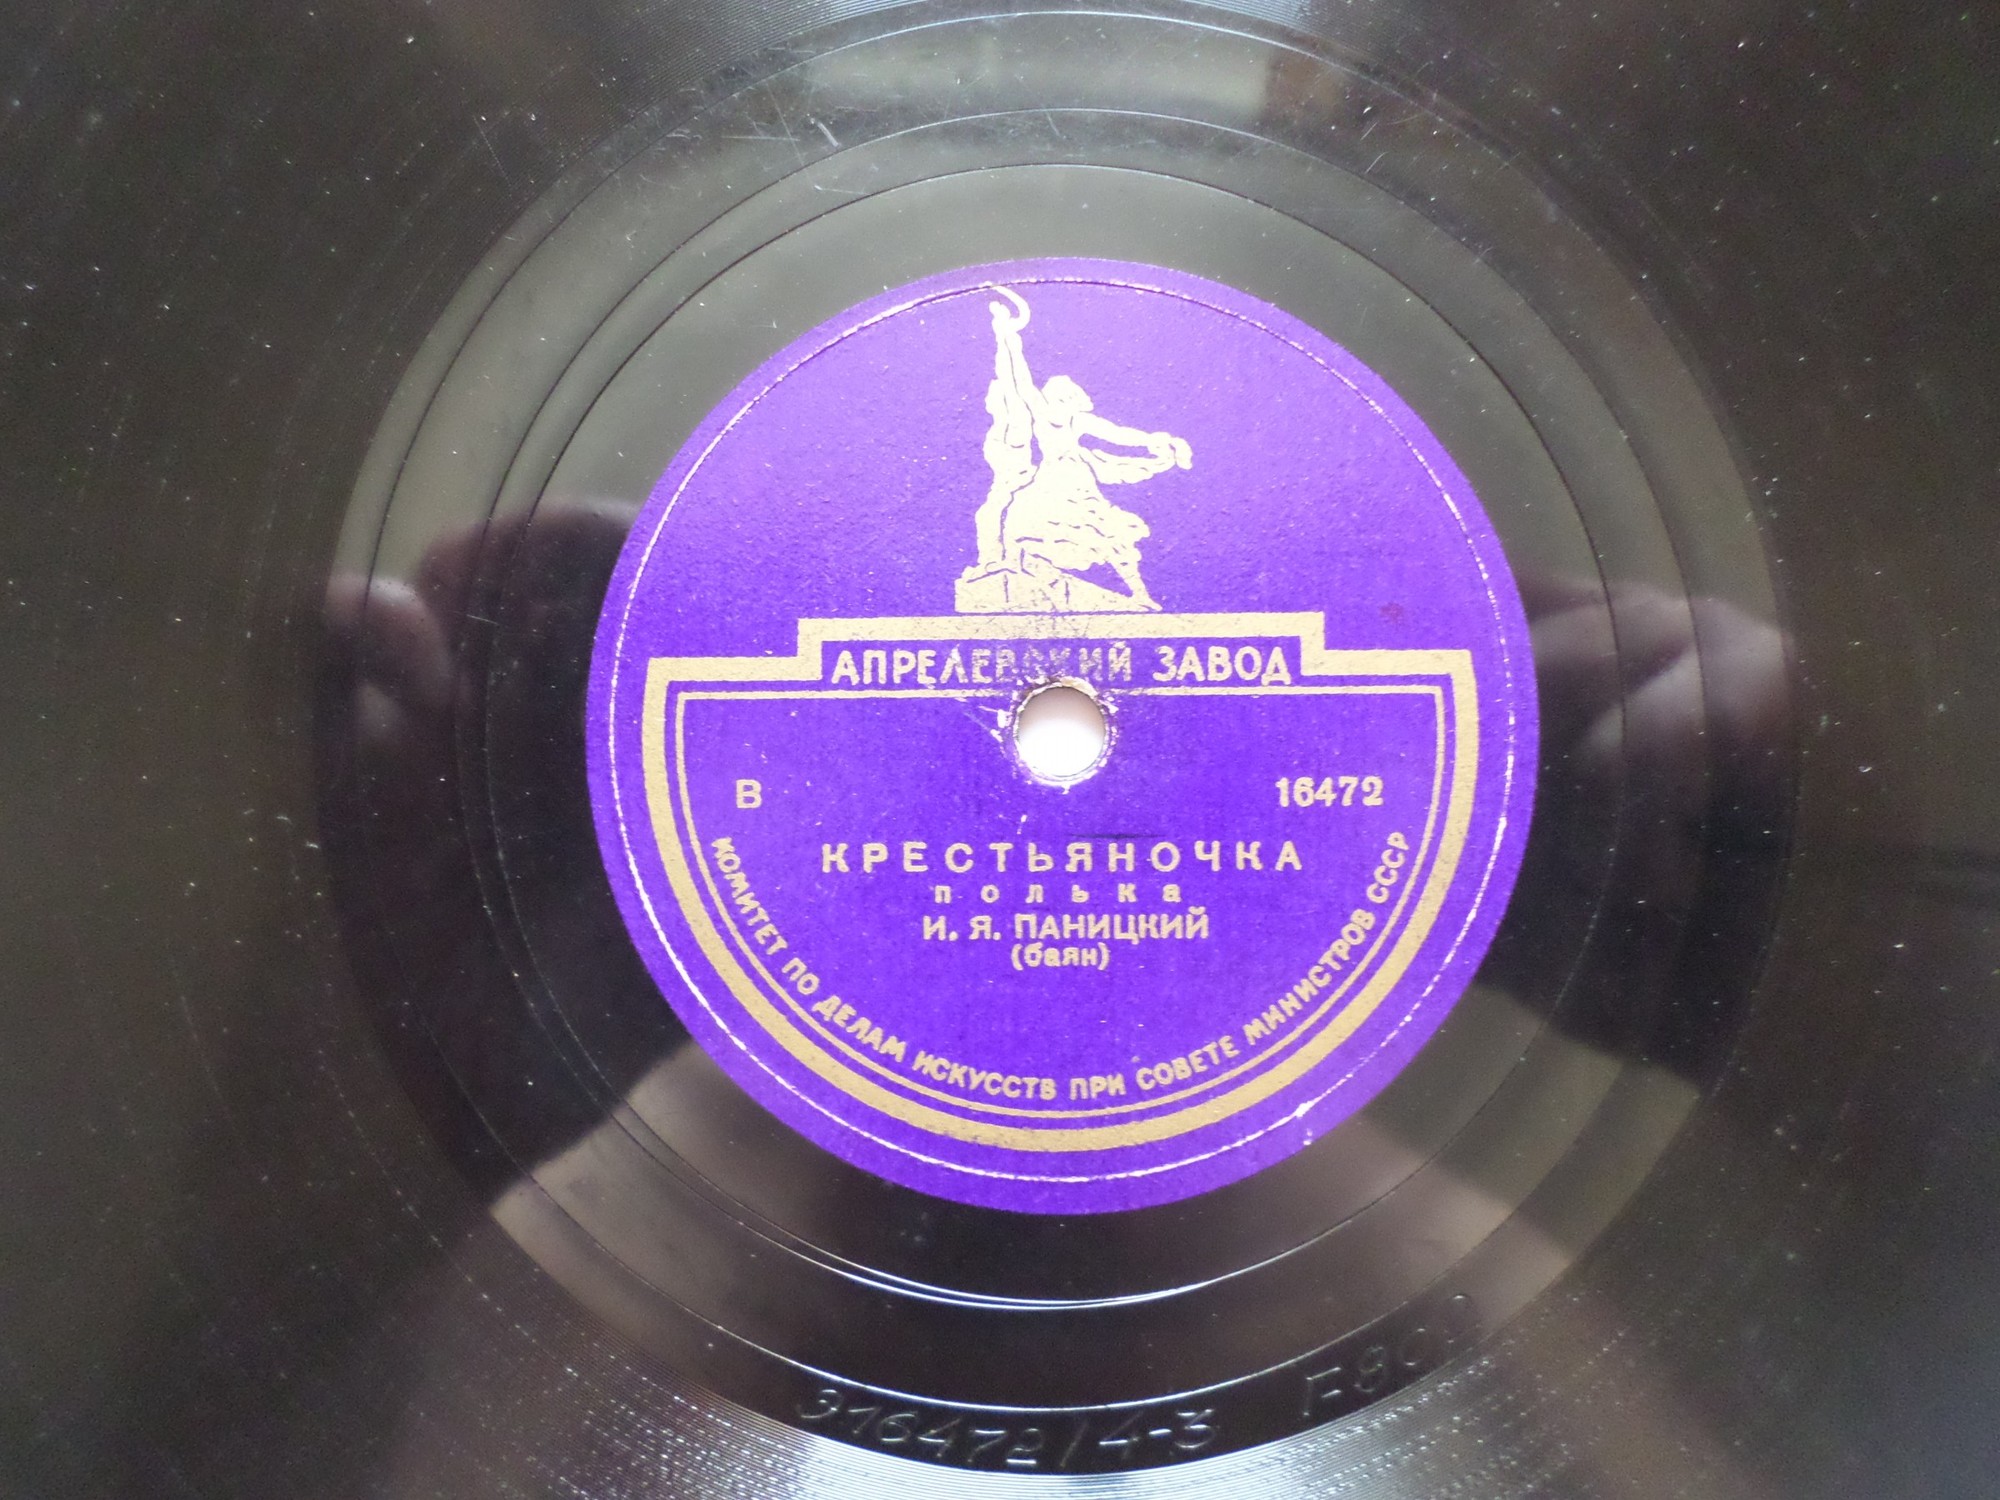 АПРЕЛЕВСКИЙ ЗАВОД
В 16472
КРЕСТЬЯНОЧКА
полька
И. Я. ПАНИЦКИЙ
(баян)
КОМИТЕТ ПО ДЕЛАМ ИСКУССТВ ПРИ СОВЕТЕ МИНИСТРОВ СССР
316472/4-3